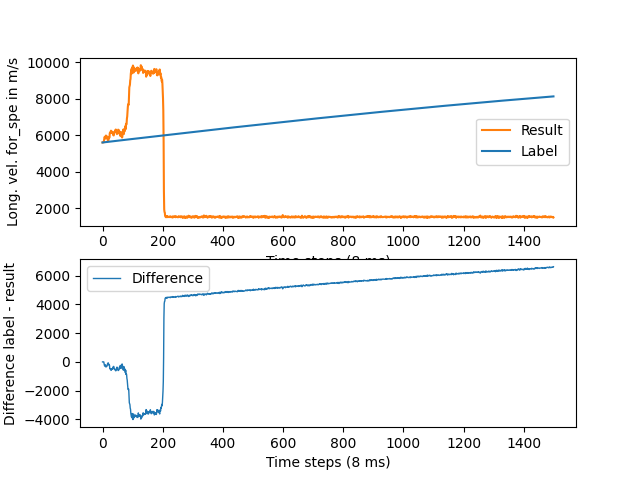 10000
8000
6000
4000
2000
Long. vel. for_spe in m/s
Result
Label
0 200 400 600 800 1000 1200 1400
Time steps (8 ms)
6000
4000
2000
0
−2000
−4000
Difference label - result
Difference
0 200 400 600 800 1000 1200 1400
Time steps (8 ms)